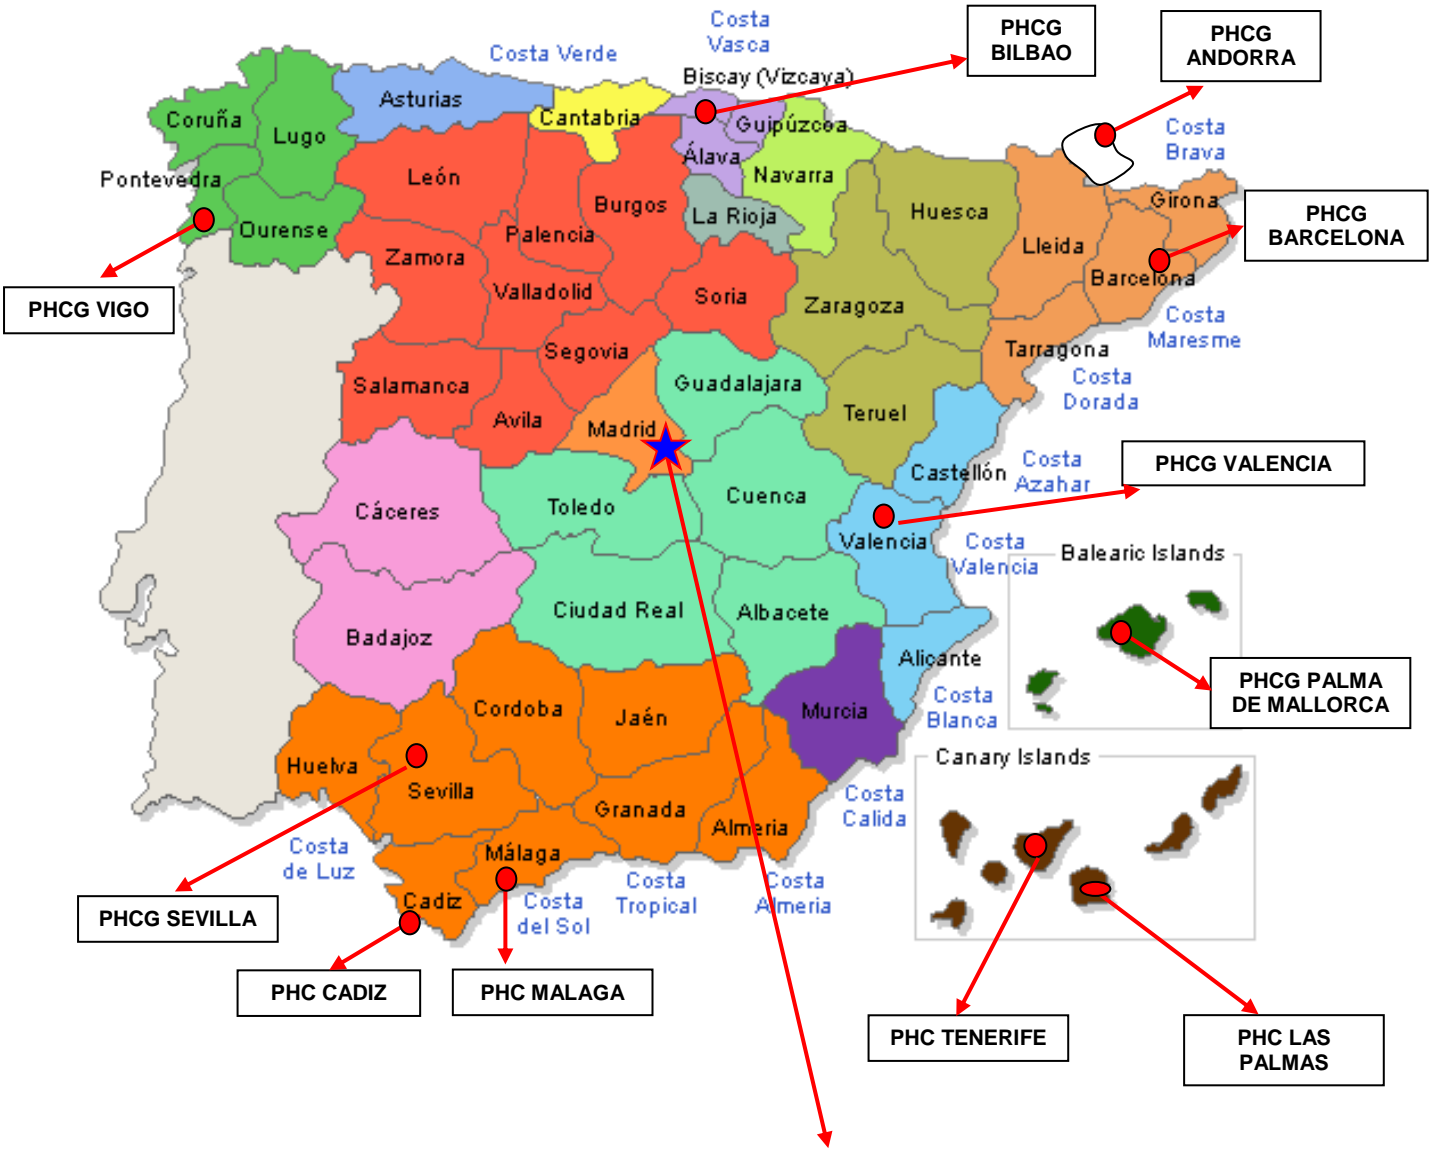 Costa
Vasca
PHCG
BILBAO
PHCG
ANDORRA
Costa Verde
Biscay (Vizcaya)
Asturias
Coruña
Lugo
Cantabria
Guipúzcoa
Costa
Brava
Álava
Pontevedra
León
Navarra
Girona
Burgos
La Rioja
Huesca
PHCG
BARCELONA
Ourense
Palencia
Lleida
Zamora
Barcelona
Valladolid
Soria
Zaragoza
PHCG VIGO
Costa
Maresme
Segovia
Tarragona
Salamanca
Guadalajara
Costa
Dorada
Avila
Madrid
Teruel
Castellón
Costa
Azahar
PHCG VALENCIA
Cáceres
Toledo
Cuenca
Valencia
Costa
Valencia
Balearic Islands
Ciudad Real
Albacete
Badajoz
Alicante
PHCG PALMA
DE MALLORCA
Cordoba
Jaén
Murcia
Costa
Blanca
Huelva
Sevilla
Canary Islands
Granada
Almeria
Costa
Calida
Costa
de Luz
Málaga
Cadiz
Costa
del Sol
Costa
Tropical
Costa
Almeria
PHCG SEVILLA
PHC CADIZ
PHC MALAGA
PHC TENERIFE
PHC LAS
PALMAS